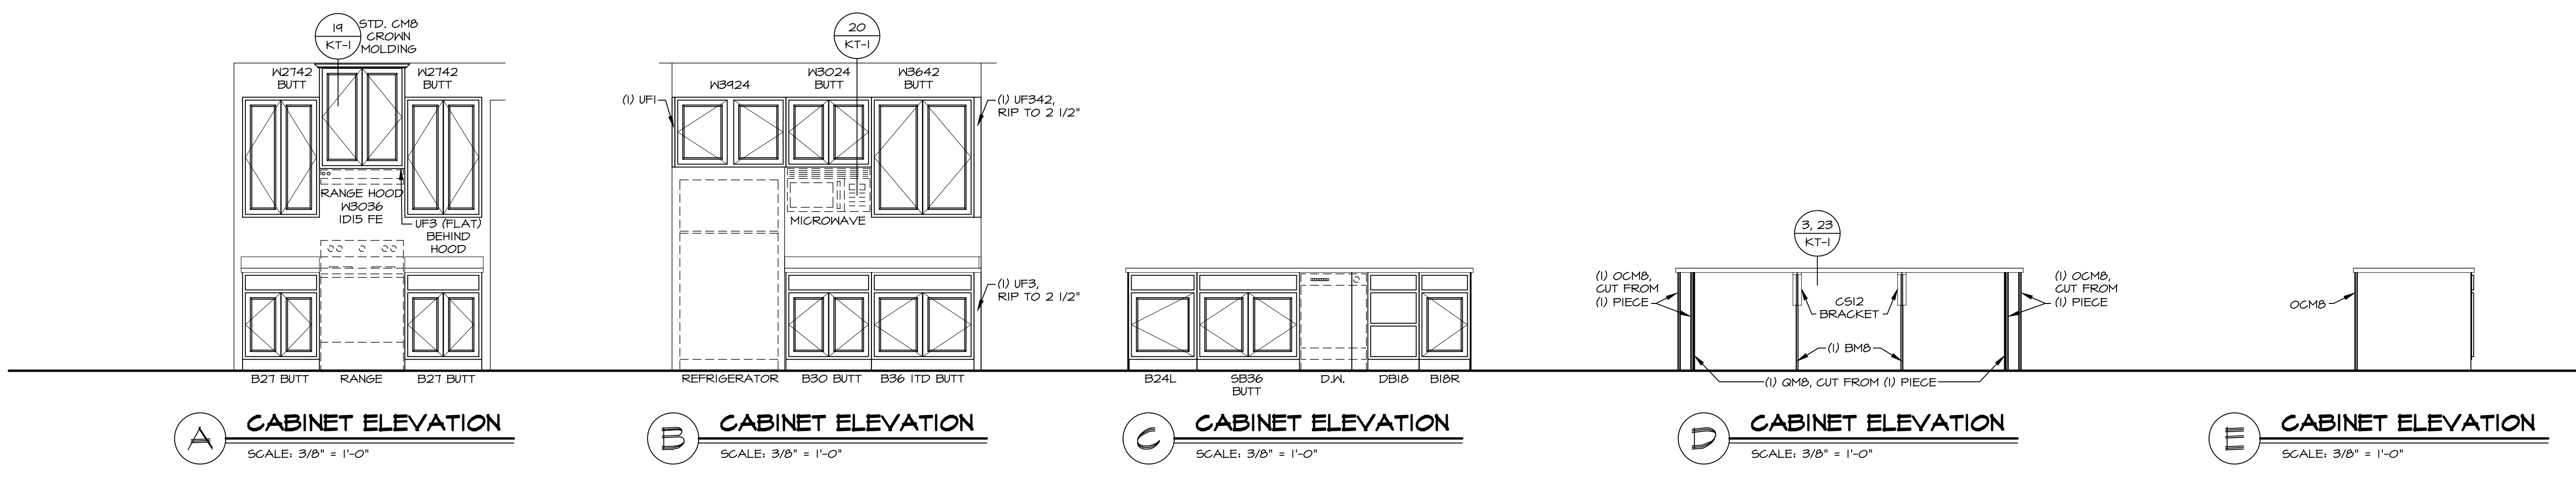 19
KT-1
STD. CM8
CROWN
MOLDING
W2742
BUTT
W2742
BUTT
RANGE HOOD
W3036
1D15 FE
UF3 (FLAT)
BEHIND
HOOD
B27 BUTT
RANGE
B27 BUTT
A
CABINET ELEVATION
SCALE: 3/8" = 1'-0"
20
KT-1
W3924
W3024
BUTT
W3642
BUTT
(1) UF1
(1) UF342,
RIP TO 2 1/2"
MICROWAVE
(1) UF3,
RIP TO 2 1/2"
REFRIGERATOR
B30 BUTT
B36 1TD BUTT
B
CABINET ELEVATION
SCALE: 3/8" = 1'-0"
B24L
SB36
BUTT
D.W.
DB18
B18R
C
CABINET ELEVATION
SCALE: 3/8" = 1'-0"
3, 23
KT-1
(1) OCM8,
CUT FROM
(1) PIECE
CS12
BRACKET
(1) OCM8,
CUT FROM
(1) PIECE
(1) BM8
(1) QM8, CUT FROM (1) PIECE
D
CABINET ELEVATION
SCALE: 3/8" = 1'-0"
OCM8
E
CABINET ELEVATION
SCALE: 3/8" = 1'-0"